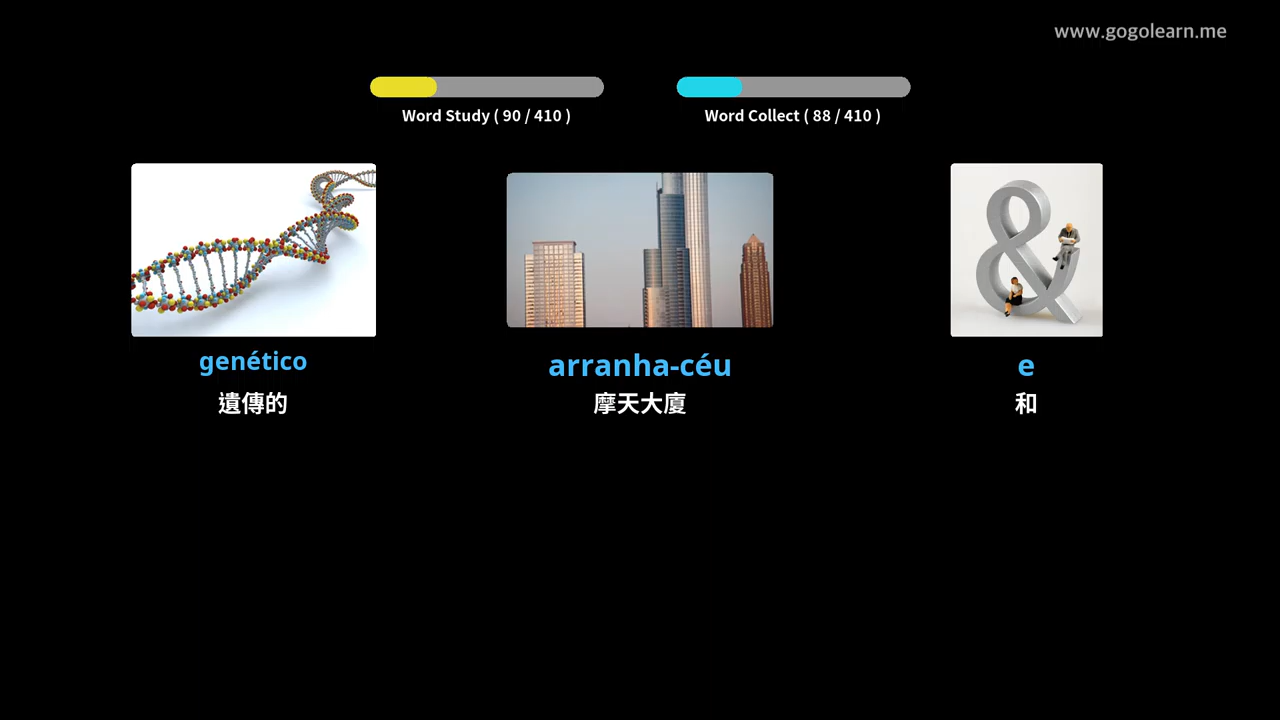 www.gogolearn.me
Word Study ( 90 / 410 )
Word Collect ( 88 / 410 )
genético
遺傳的
arranha-céu
摩天大廈
&
e
和